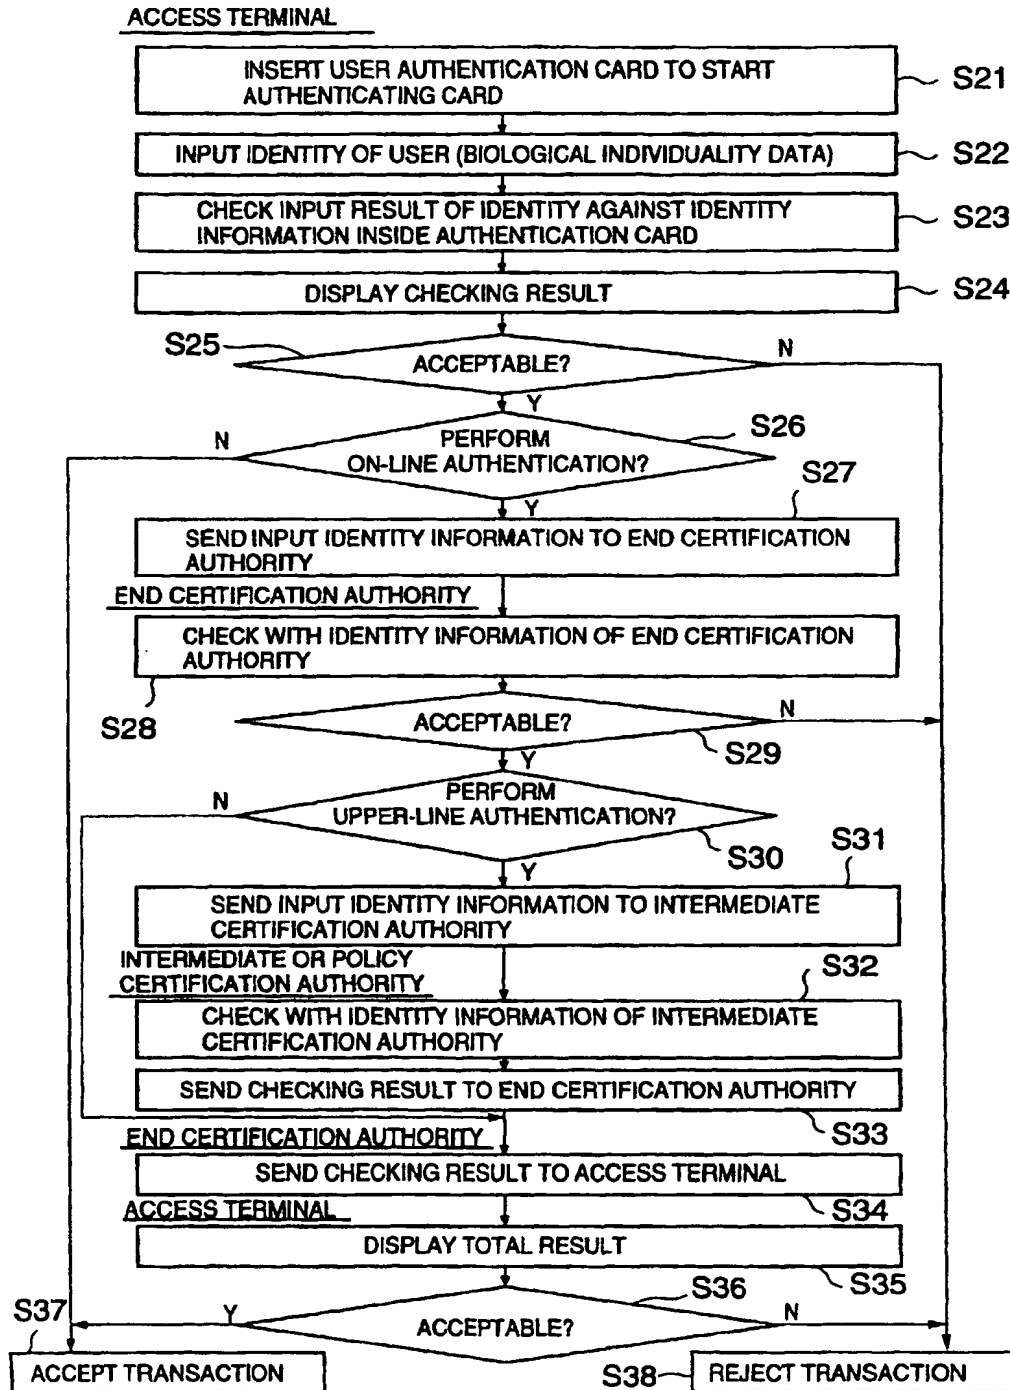 ACCESS TERMINAL
INSERT USER AUTHENTICATION CARD TO START
AUTHENTICATING CARD
S21
INPUT IDENTITY OF USER (BIOLOGICAL INDIVIDUALITY DATA)
S22
CHECK INPUT RESULT OF IDENTITY AGAINST IDENTITY
INFORMATION INSIDE AUTHENTICATION CARD
S23
DISPLAY CHECKING RESULT
S24
S25
ACCEPTABLE?
N
Y
N
PERFORM
ON-LINE AUTHENTICATION?
S26
Y
S27
SEND INPUT IDENTITY INFORMATION TO END CERTIFICATION
AUTHORITY
END CERTIFICATION AUTHORITY
CHECK WITH IDENTITY INFORMATION OF END CERTIFICATION
AUTHORITY
S28
ACCEPTABLE?
N
S29
Y
N
PERFORM
UPPER-LINE AUTHENTICATION?
S30
Y
S31
SEND INPUT IDENTITY INFORMATION TO INTERMEDIATE
CERTIFICATION AUTHORITY
INTERMEDIATE OR POLICY
CERTIFICATION AUTHORITY
S32
CHECK WITH IDENTITY INFORMATION OF INTERMEDIATE
CERTIFICATION AUTHORITY
SEND CHECKING RESULT TO END CERTIFICATION AUTHORITY
S33
END CERTIFICATION AUTHORITY
SEND CHECKING RESULT TO ACCESS TERMINAL
S34
ACCESS TERMINAL
DISPLAY TOTAL RESULT
S35
S36
Y
ACCEPTABLE?
N
S37
ACCEPT TRANSACTION
S38
REJECT TRANSACTION